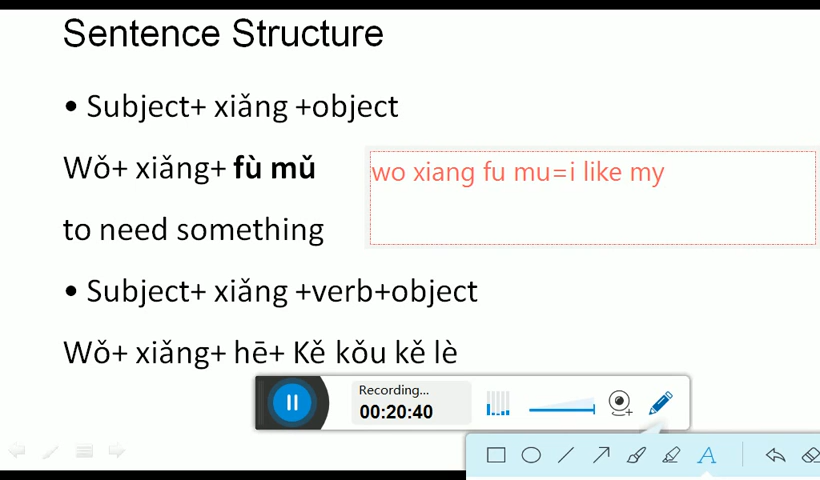 Sentence Structure
• Subject+ xiǎng +object
Wǒ+ xiǎng+ fù mǔ
wo xiang fu mu=i like my
to need something
• Subject+ xiǎng +verb+object
Wǒ+ xiǎng+ hē+ Kě kǒu kě lè
Recording...
00:20:40
A